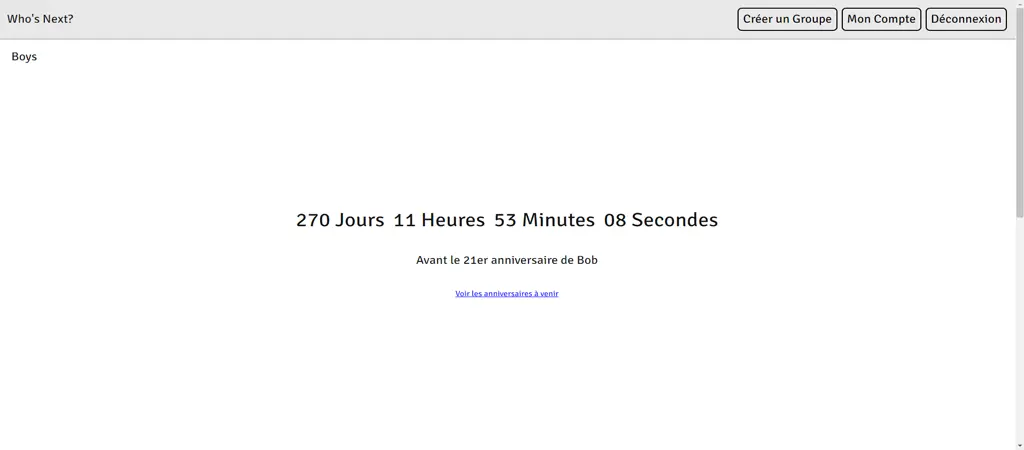 Who's Next?
Créer un Groupe Mon Compte Déconnexion
Boys
270 Jours 11 Heures 53 Minutes 08 Secondes
Avant le 21er anniversaire de Bob
Voir les anniversaires à venir